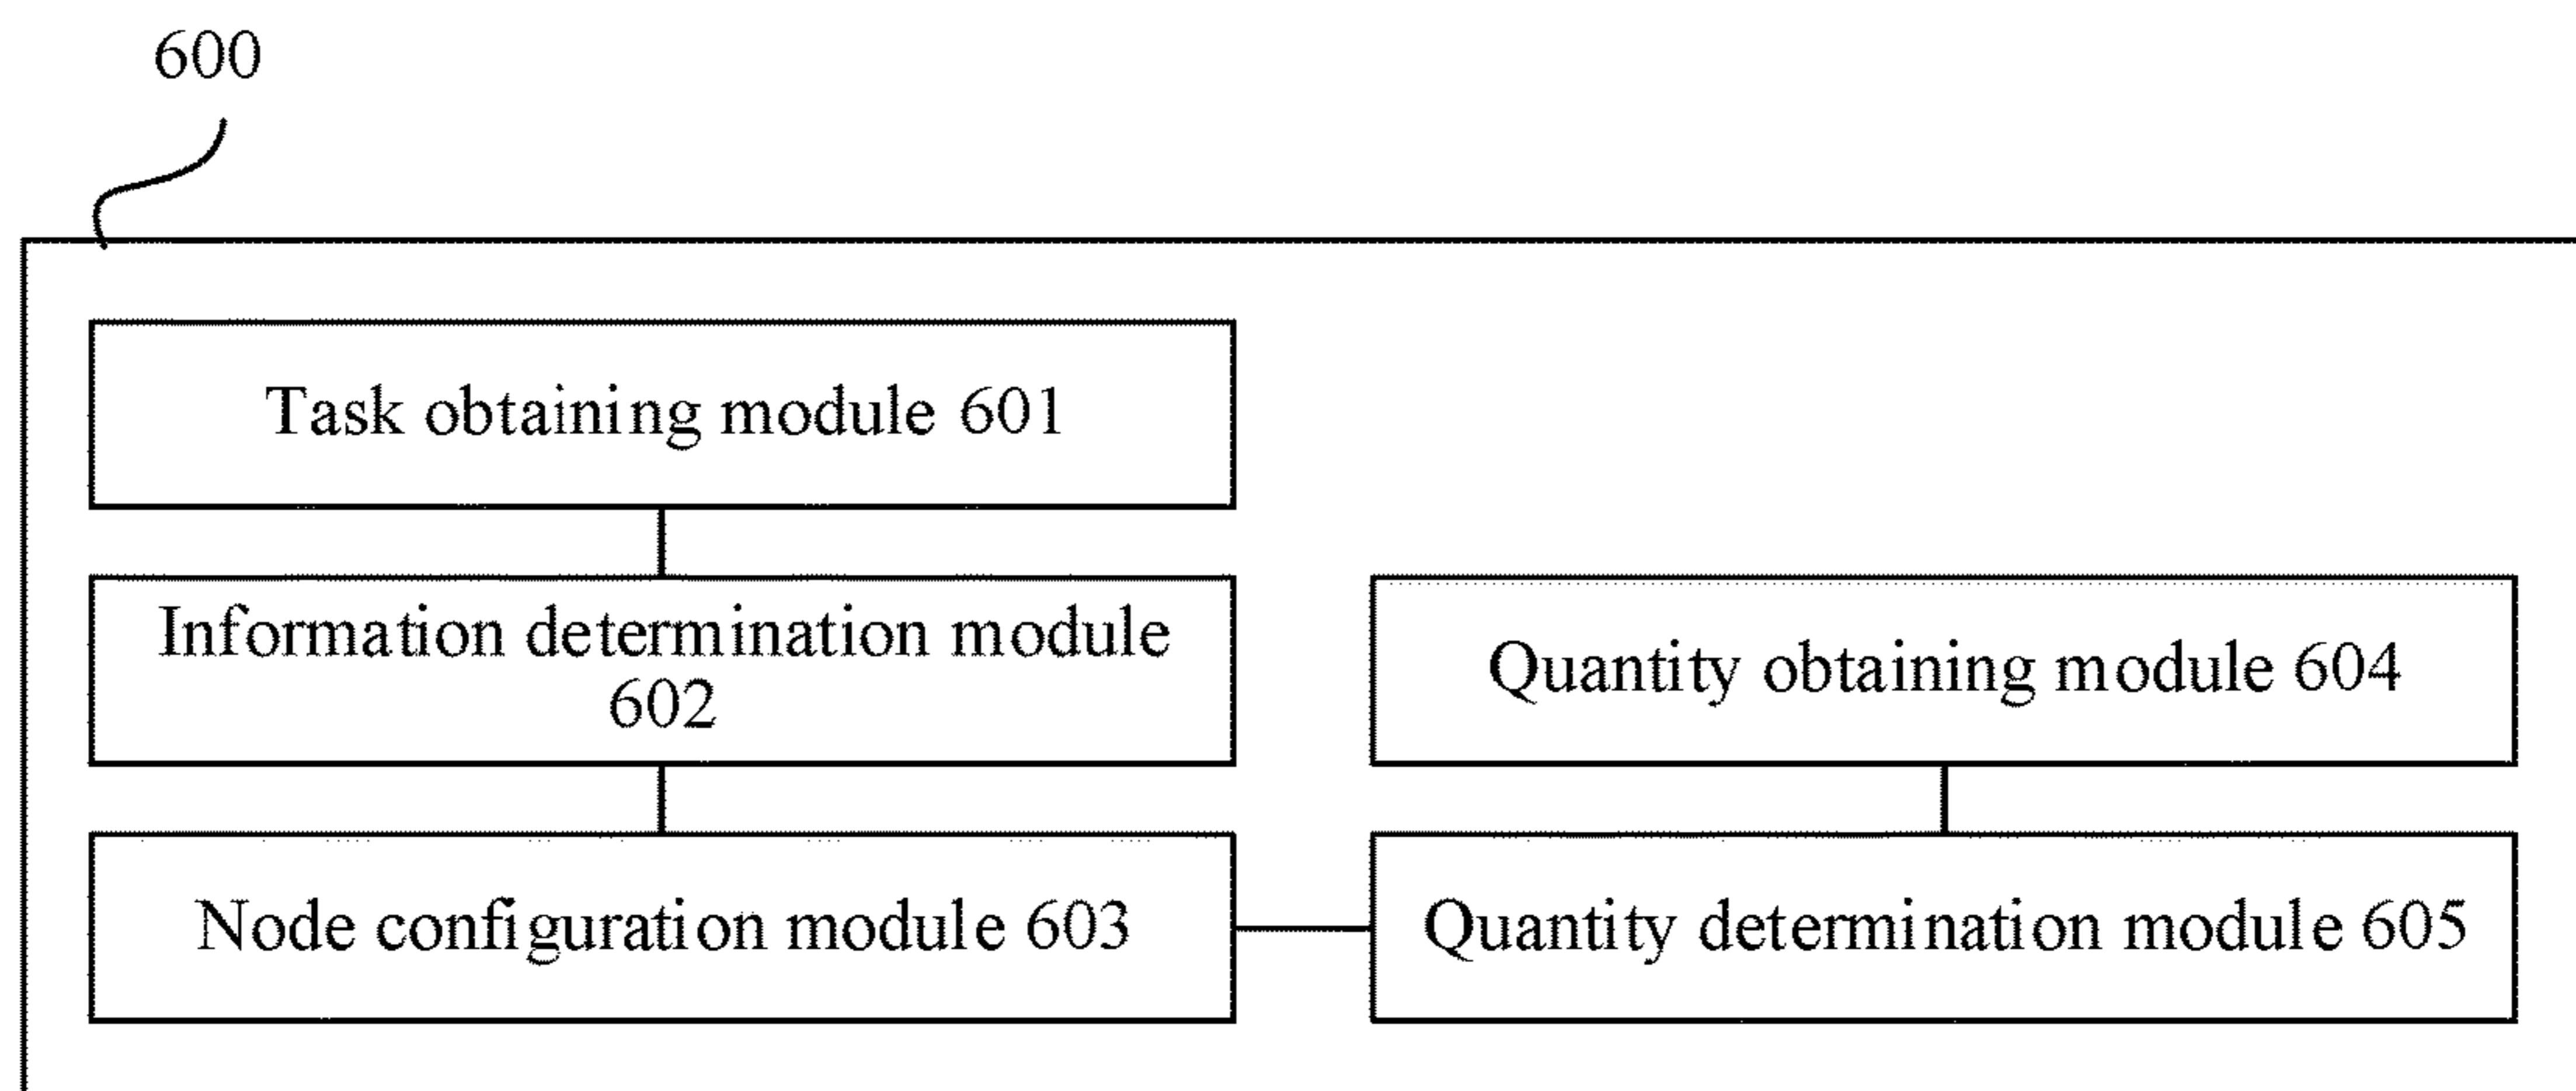 600
Task obtaining module 601
Information determination module
602
Quantity obtaining module 604
Node configuration module 603
Quantity determination module 605